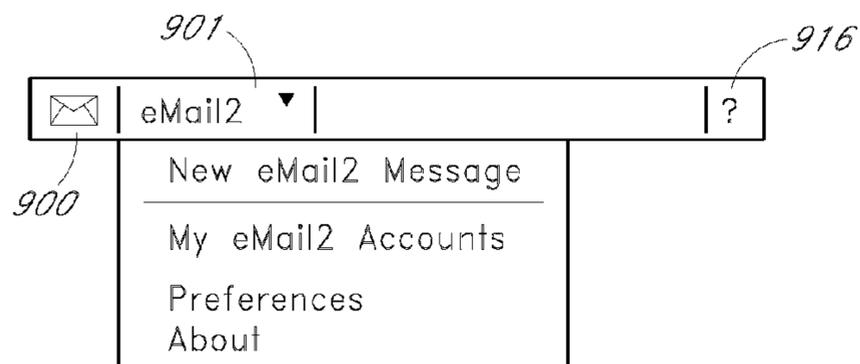 901
916
eMail2 ?
900
New eMail2 Message
My eMail2 Accounts
Preferences
About